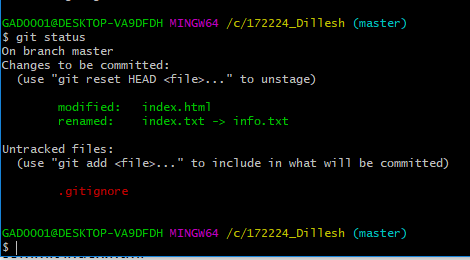 GAD0001@DESKTOP-VA9DFDH MINGW64 /c/172224_Dillesh (master)
$ git status
On branch master
Changes to be committed:
  (use "git reset HEAD <file>..." to unstage)
        modified:   index.html
        renamed:    index.txt -> info.txt
Untracked files:
  (use "git add <file>..." to include in what will be committed)
        .gitignore
GAD0001@DESKTOP-VA9DFDH MINGW64 /c/172224_Dillesh (master)
$